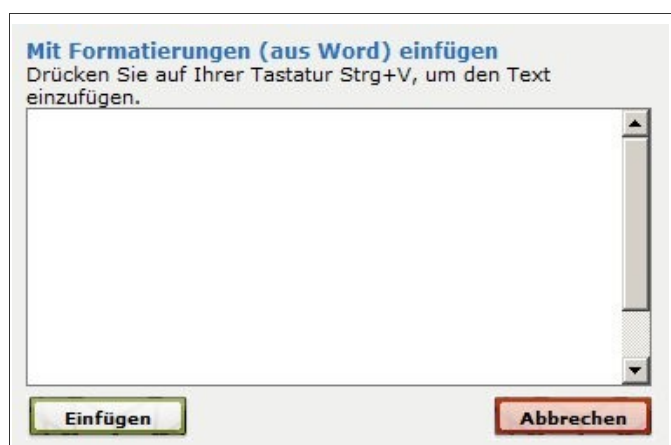 Mit Formatierungen (aus Word) einfügen
Drücken Sie auf Ihrer Tastatur Strg+V, um den Text
einzufügen.
Einfügen
Abbrechen